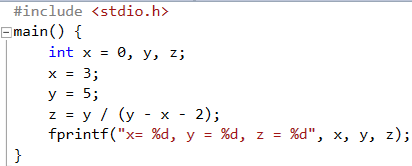 #include <stdio.h>
main() {
int x = 0, y, z;
x = 3;
y = 5;
z = y / (y - x - 2);
fprintf("x= %d, y = %d, z = %d", x, y, z);
}